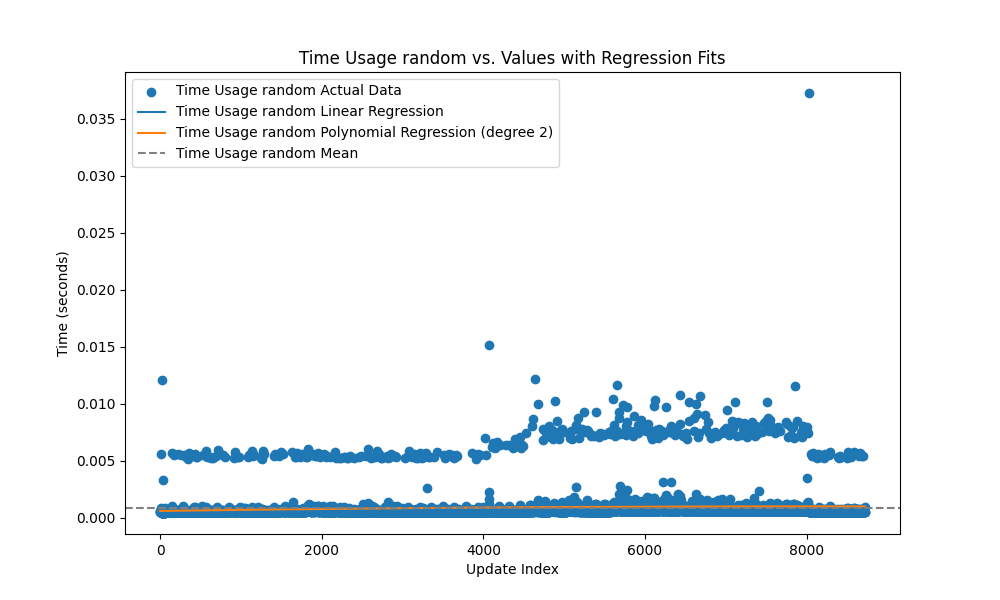 Time Usage random vs. Values with Regression Fits
Time Usage random Actual Data
Time Usage random Linear Regression
Time Usage random Polynomial Regression (degree 2)
Time Usage random Mean
0.035
0.030
0.025
0.020
0.015
0.010
0.005
0.000
Time (seconds)
0 2000 4000 6000 8000
Update Index